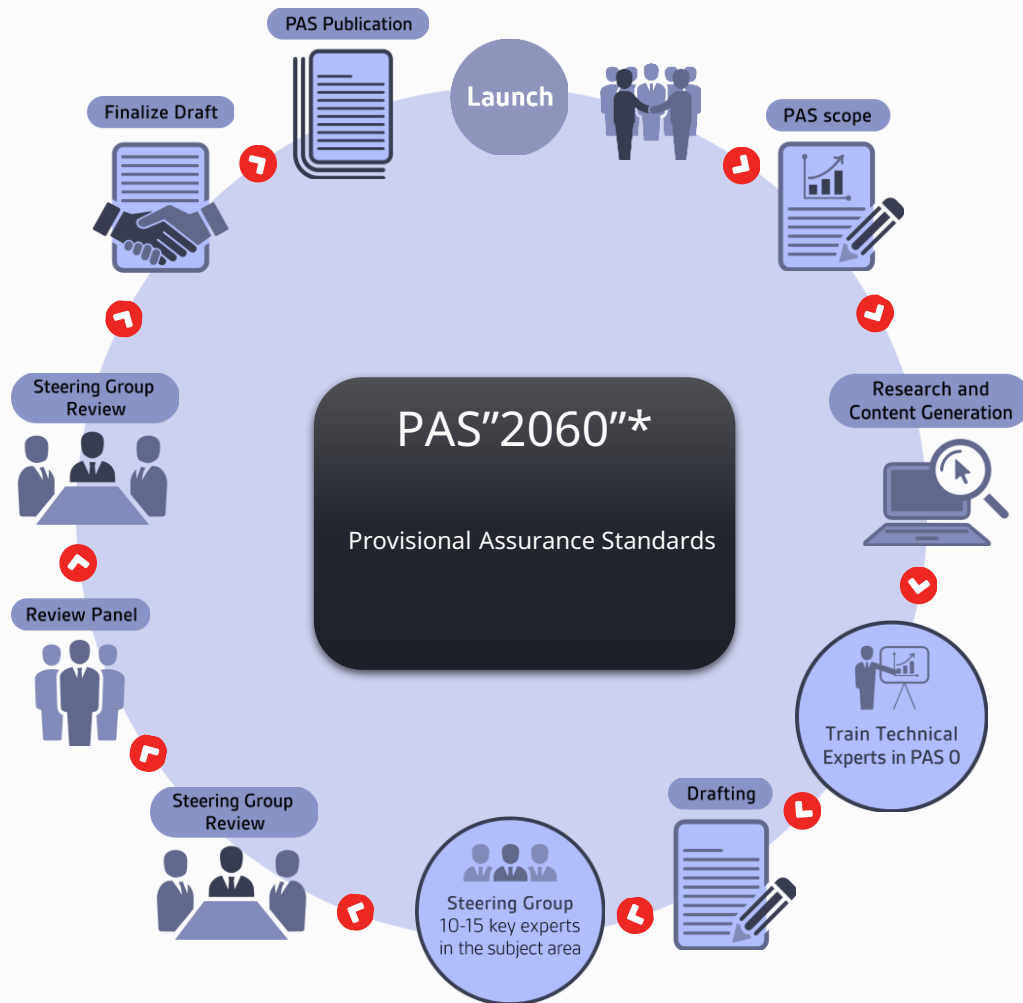 PAS Publication
Launch
PAS scope
Finalize Draft
Research and
Content Generation
Steering Group
Review
PAS”2060”*
Provisional Assurance Standards
Review Panel
Train Technical
Experts in PAS 0
Drafting
Steering Group
Review
Steering Group
10-15 key experts
in the subject area